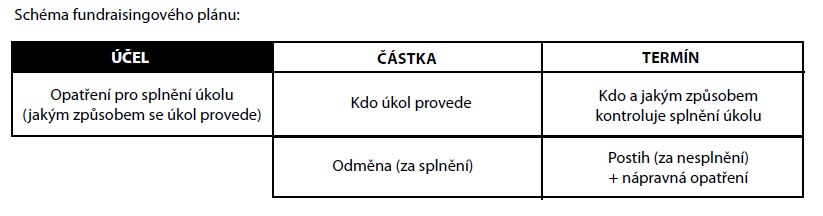 Schéma fundraisingového plánu:
ÚČEL
ČÁSTKA
TERMÍN
Opatření pro splnění úkolu
(jakým způsobem se úkol provede)
Kdo úkol provede
Kdo a jakým způsobem
kontroluje splnění úkolu
Odměna (za splnění)
Postih (za nesplnění)
+ nápravná opatření